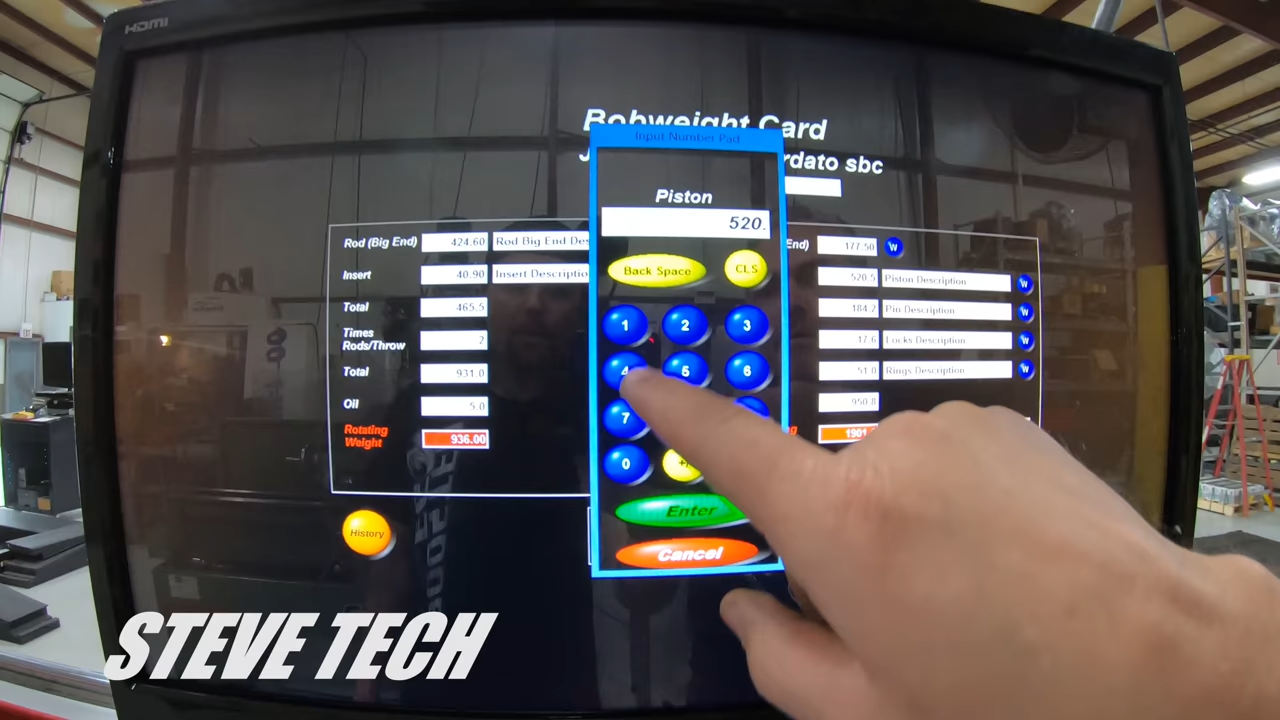 HDMI
Bobweight Card
rdato sbc
Input Number Pad
Piston
520.
Back Space
CLS
1 2 3
4 5 6
7
0 +/
Enter
Cancel
Rod (Big End) 424.60 Rod Big End Des
Insert 40.90 Insert Descriptio
Total 465.5
Times Rods/Throw 2
Total 931.0
Oil 5.0
Rotating Weight 936.00
End) 177.50 W
520.5 Piston Description W
184.2 Pin Description W
17.6 Locks Description W
51.0 Rings Description W
950.8
1901.
History
STEVE TECH